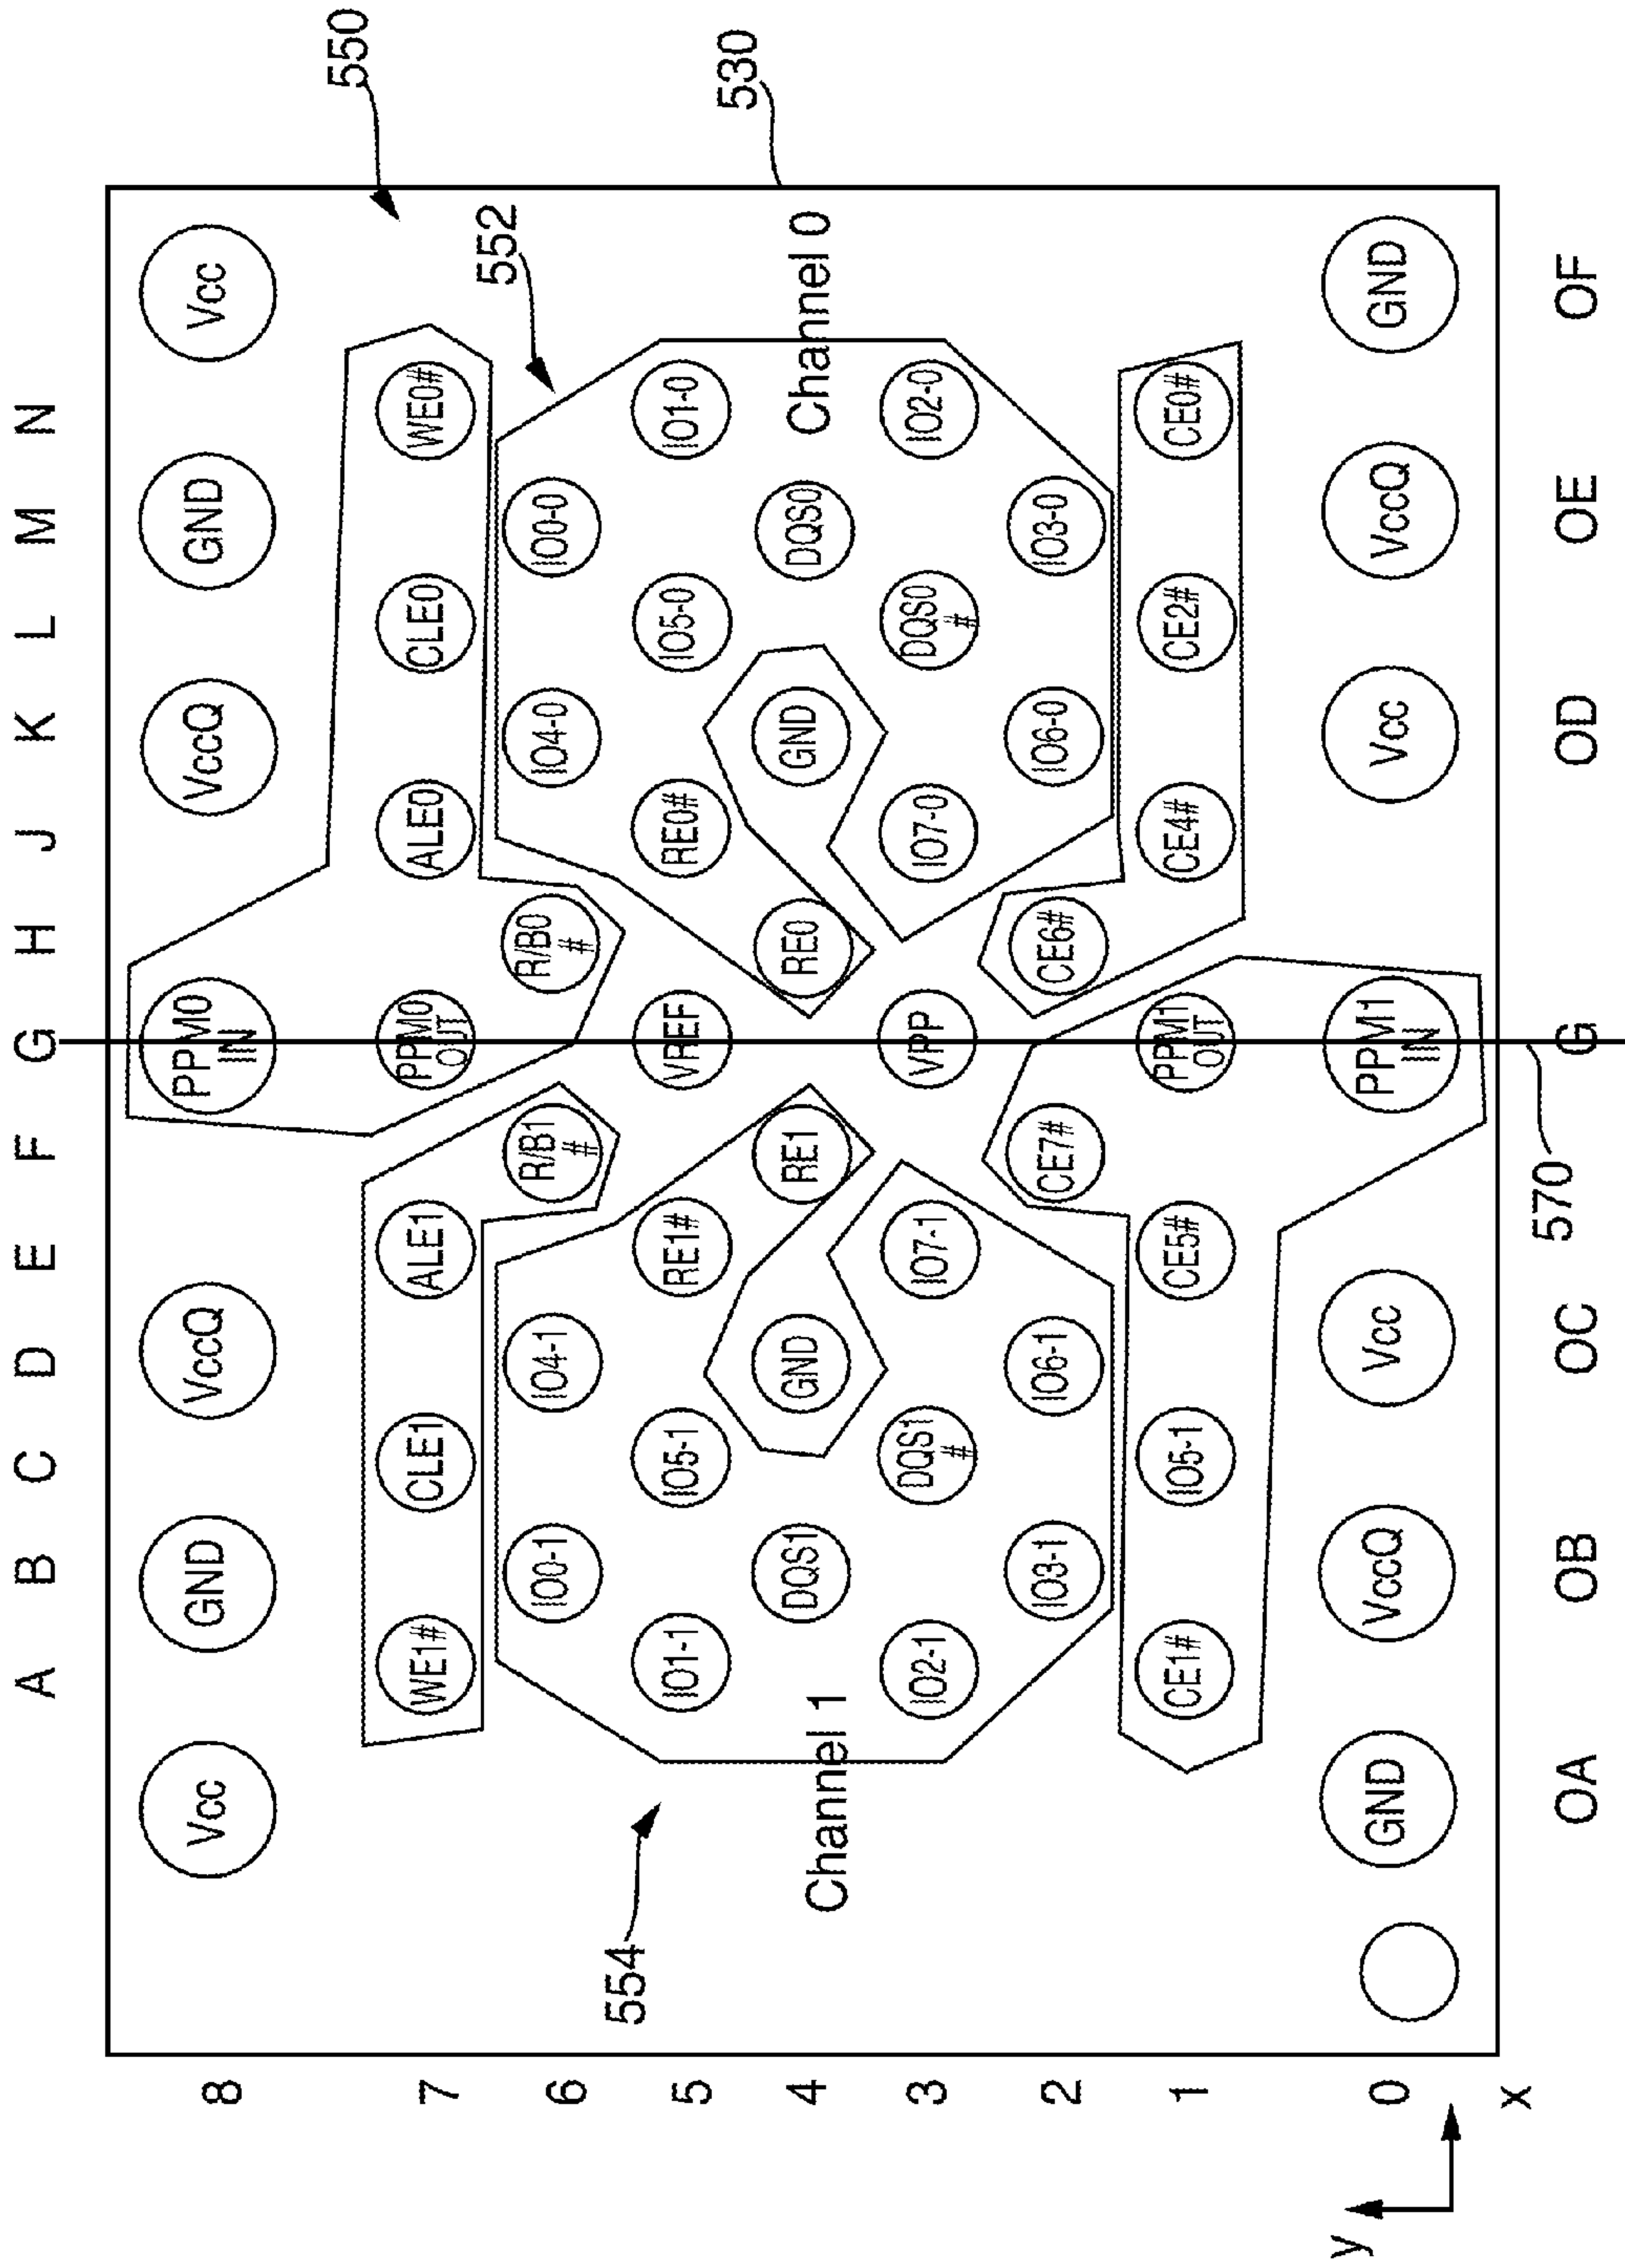 A B C D E F G H J K L M N
8 Vcc GND VccQ PPM0 VccQ GND Vcc
IN
550
7 WE1# CLE1 ALE1 PPM0 ALE0 CLE0 WE0#
OUT
552
6 IO0-1 IO4-1 R/B1 R/B0 IO4-0 IO0-0
# #
554
5 IO1-1 IO5-1 RE1# VREF RE0# IO5-0 IO1-0
530
4 DQS1 GND RE1 RE0 GND DQS0
Channel 1 Channel 0
3 IO2-1 DQS1 IO7-1 VPP IO7-0 DQS0 IO2-0
# #
2 IO3-1 IO6-1 CE7# CE6# IO6-0 IO3-0
1 CE1# IO5-1 CE5# PPM1 CE4# CE2# CE0#
OUT
y
0 GND VccQ Vcc PPM1 Vcc VccQ GND
IN
x
570
OA OB OC G OD OE OF